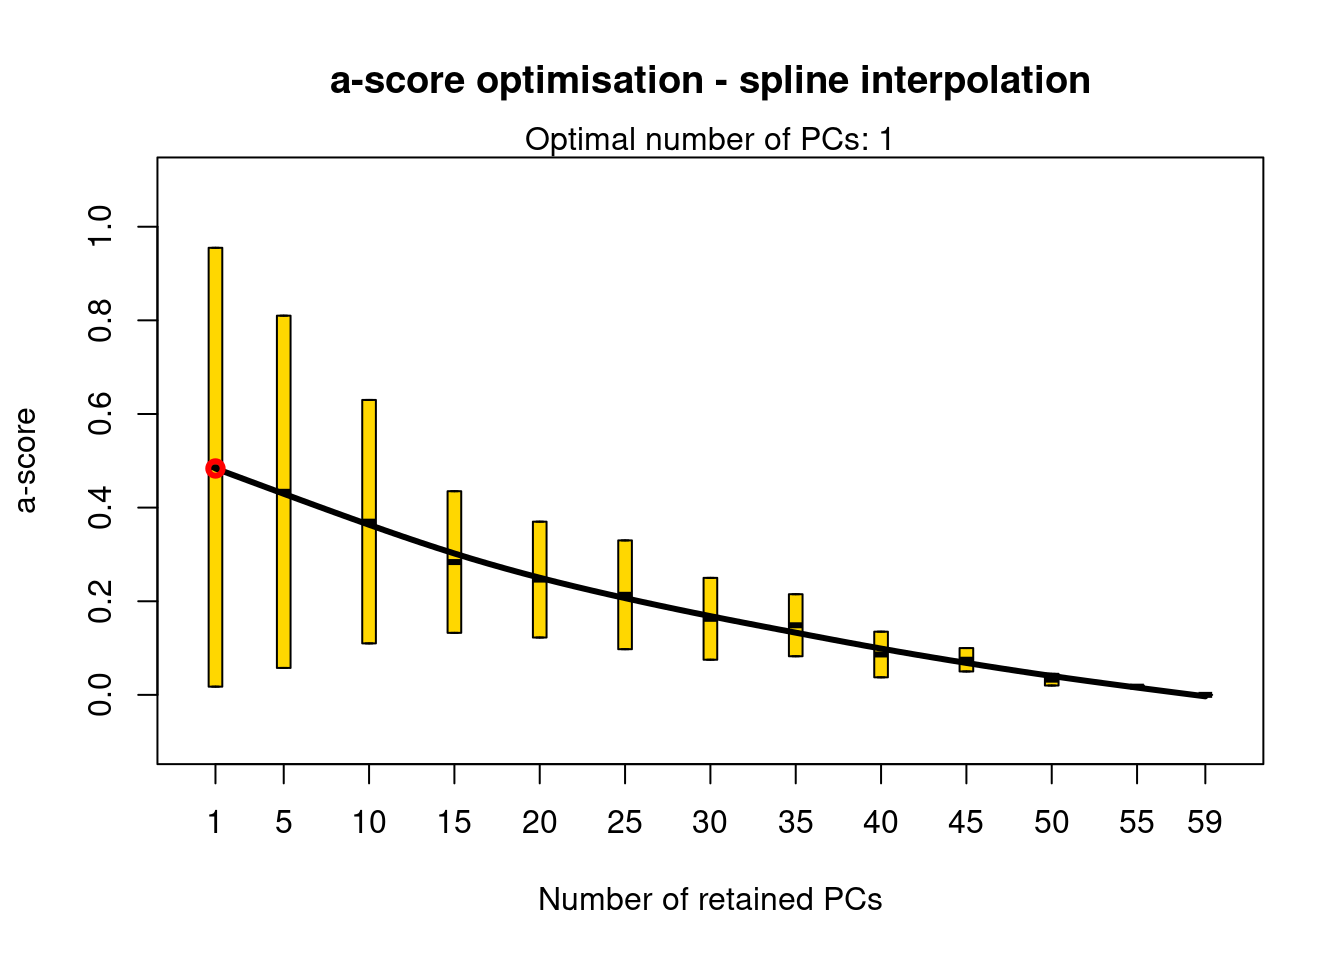 a-score optimisation - spline interpolation
Optimal number of PCs: 1
a-score
1.0
0.8
0.6
0.4
0.2
0.0
1 5 10 15 20 25 30 35 40 45 50 55 59
Number of retained PCs